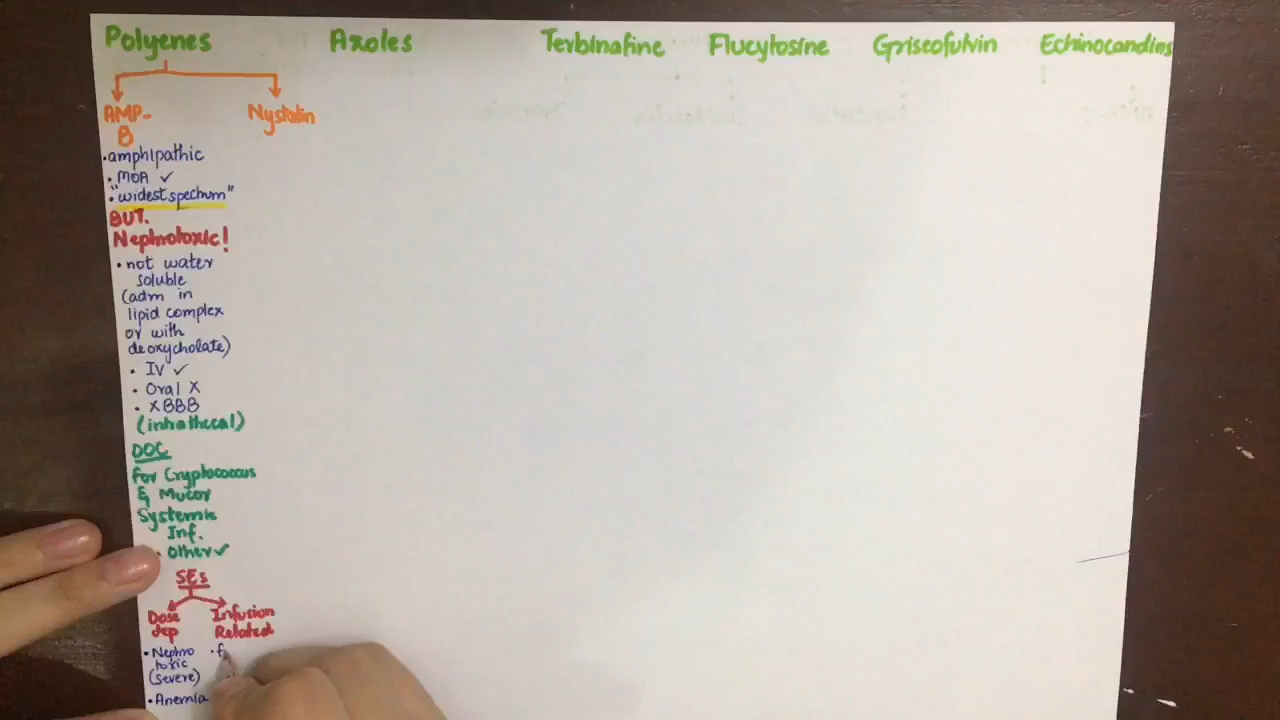 Polyenes Azoles Terbinafine Flucytosine Griseofulvin Echinocandins
AMP-B Nystatin
•amphipathic
•MOA ✓
•"widest spectrum"
BUT.
Nephrotoxic!
•not water
soluble
(adm in
lipid complex
or with
deoxycholate)
• IV ✓
• Oral X
• XBBB
(inhathecal)
DOC
For Cryptococcus
& Mucor
Systemic
Inf.
• Other ✓
SEs
Dose dep Infusion Related
•Nephro
toxic
(severe)
•Anemia
•f